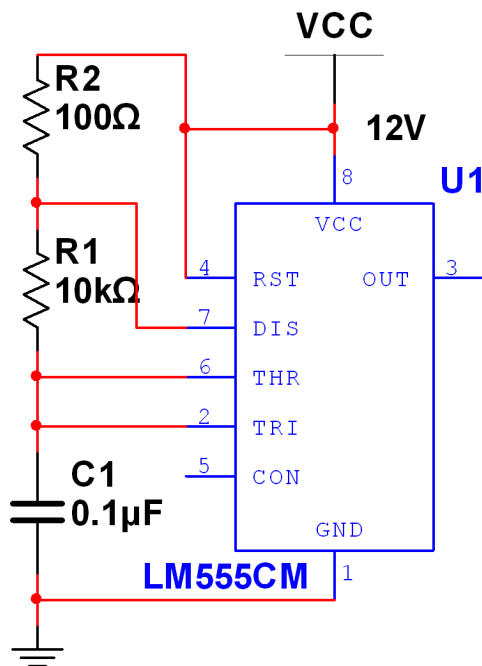 VCC
R2
100Ω
12V
8
U1
VCC
R1
10kΩ
4
RST
OUT
3
7
DIS
6
THR
2
TRI
5
CON
C1
0.1µF
GND
LM555CM
1